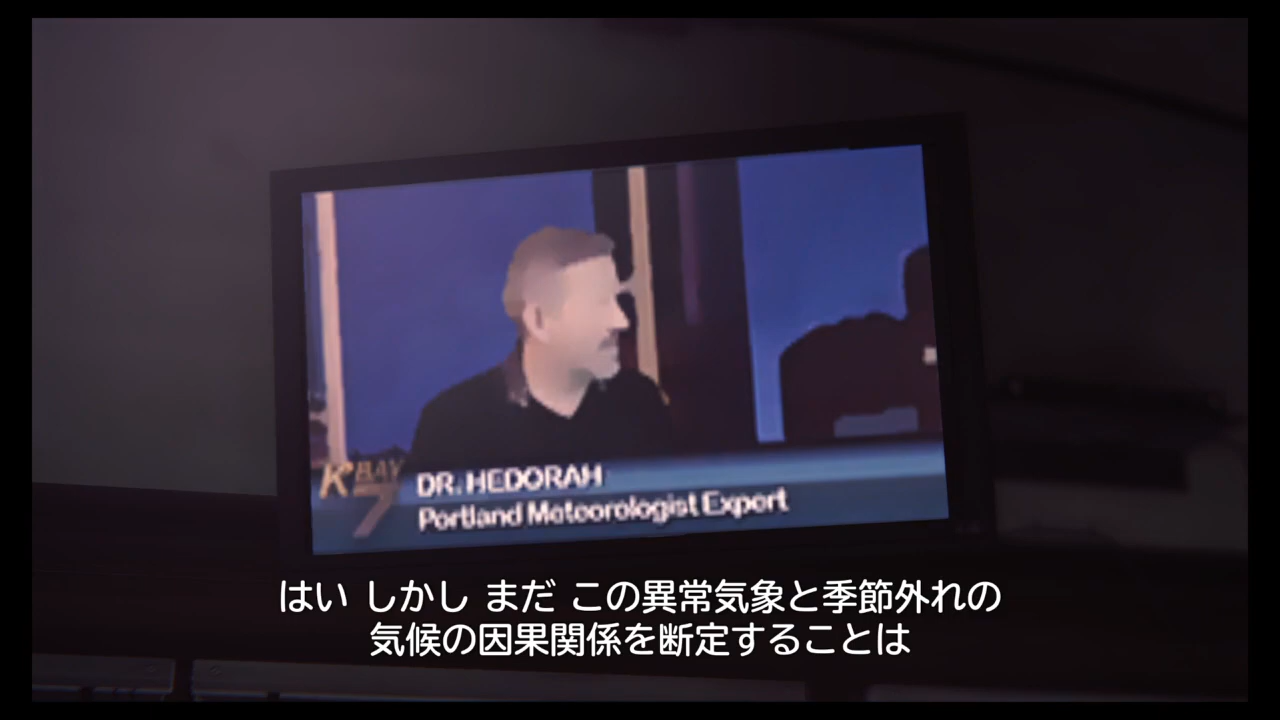 K BAY
7
DR. HEDORAH
Portland Meteorologist Expert
はい しかし まだ この異常気象と季節外れの
気候の因果関係を断定することは